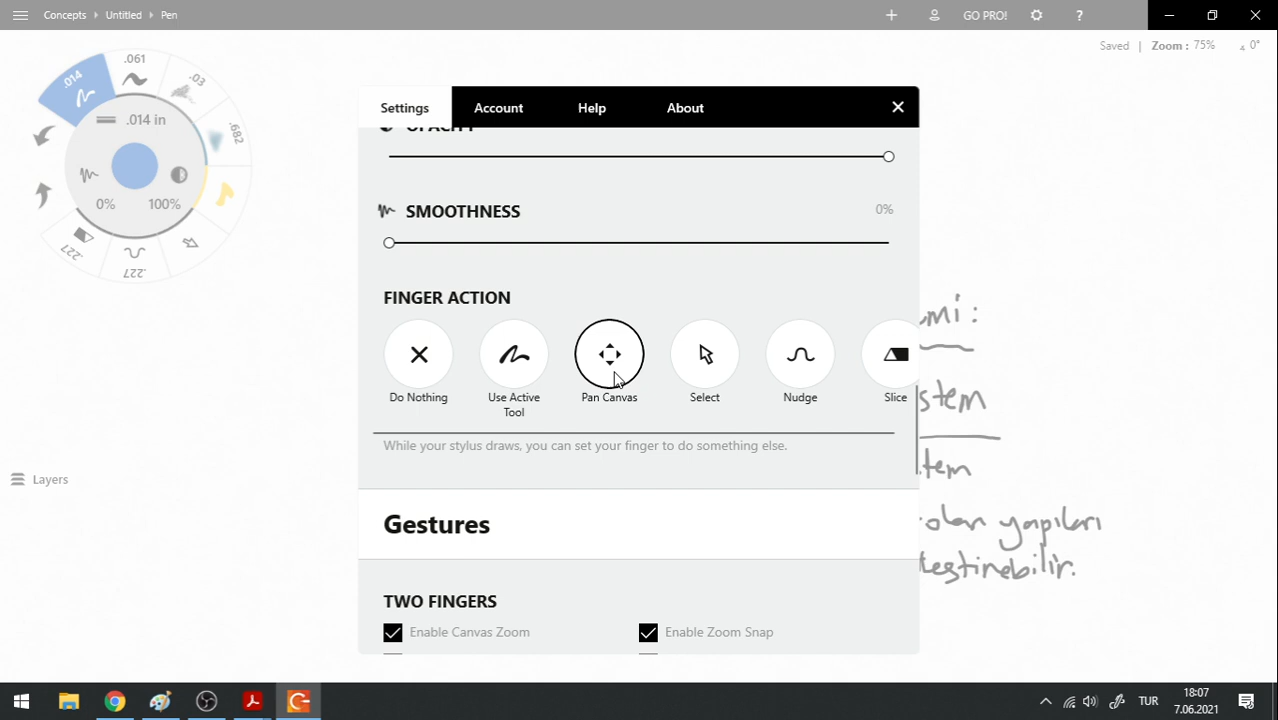 Concepts › Untitled › Pen
GO PRO!
?
Saved | Zoom : 75% 0°
.014
.061
.03
.682
.014 in
0% 100%
.227
.227
Layers
Settings Account Help About
OPACITY
SMOOTHNESS 0%
FINGER ACTION
Do Nothing
Use Active Tool
Pan Canvas
Select
Nudge
Slice
While your stylus draws, you can set your finger to do something else.
Gestures
TWO FINGERS
Enable Canvas Zoom Enable Zoom Snap
mi :
stem
tem
olan yapıları
leştirebilir.
TUR
18:07
7.06.2021